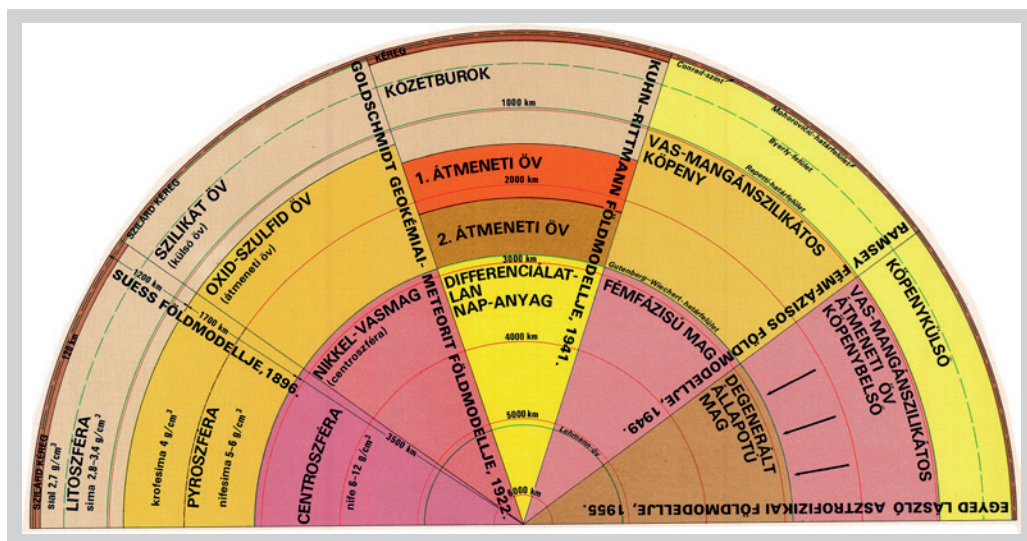 SZILÁRD KÉREG
sial 2,7 g/cm³
LITOSZFÉRA
sima 2,8–3,4 g/cm³
krofesima 4 g/cm³
PYROSZFÉRA
nifesima 5–6 g/cm³
CENTROSZFÉRA
nife 6–12 g/cm³
120 km
1200 km
1700 km
3500 km
SUESS FÖLDMODELLJE, 1896.
SZILÁRD KÉREG
SZILIKÁT ÖV
(külső öv)
OXID-SZULFID ÖV
(átmeneti öv)
NIKKEL-VASMAG
(centroszféra)
GOLDSCHMIDT GEOKÉMIAI-METEORIT FÖLDMODELLJE, 1922.
KÉREG
KŐZETBUROK
1000 km
1. ÁTMENETI ÖV
2000 km
2. ÁTMENETI ÖV
3000 km
DIFFERENCIÁLAT-
LAN
NAP-ANYAG
4000 km
5000 km
6000 km
KUHN–RITTMANN FÖLDMODELLJE, 1941.
Conrad-szint
Mohorovičić-határfelület
Byerly-felület
Repetti-határfelület
VAS-MANGÁNSZILIKÁTOS
KÖPENY
Gutenberg–Wiechert-határfelület
FÉMFÁZISÚ MAG
Lehmann-öv
RAMSEY FÉMFÁZISOS FÖLDMODELLJE, 1949.
KÖPENYKÜLSŐ
VAS-MANGÁNSZILIKÁTOS
ÁTMENETI ÖV
KÖPENYBELSŐ
DEGENERÁLT
ÁLLAPOTÚ
MAG
EGYED LÁSZLÓ ASZTROFIZIKAI FÖLDMODELLJE, 1955.